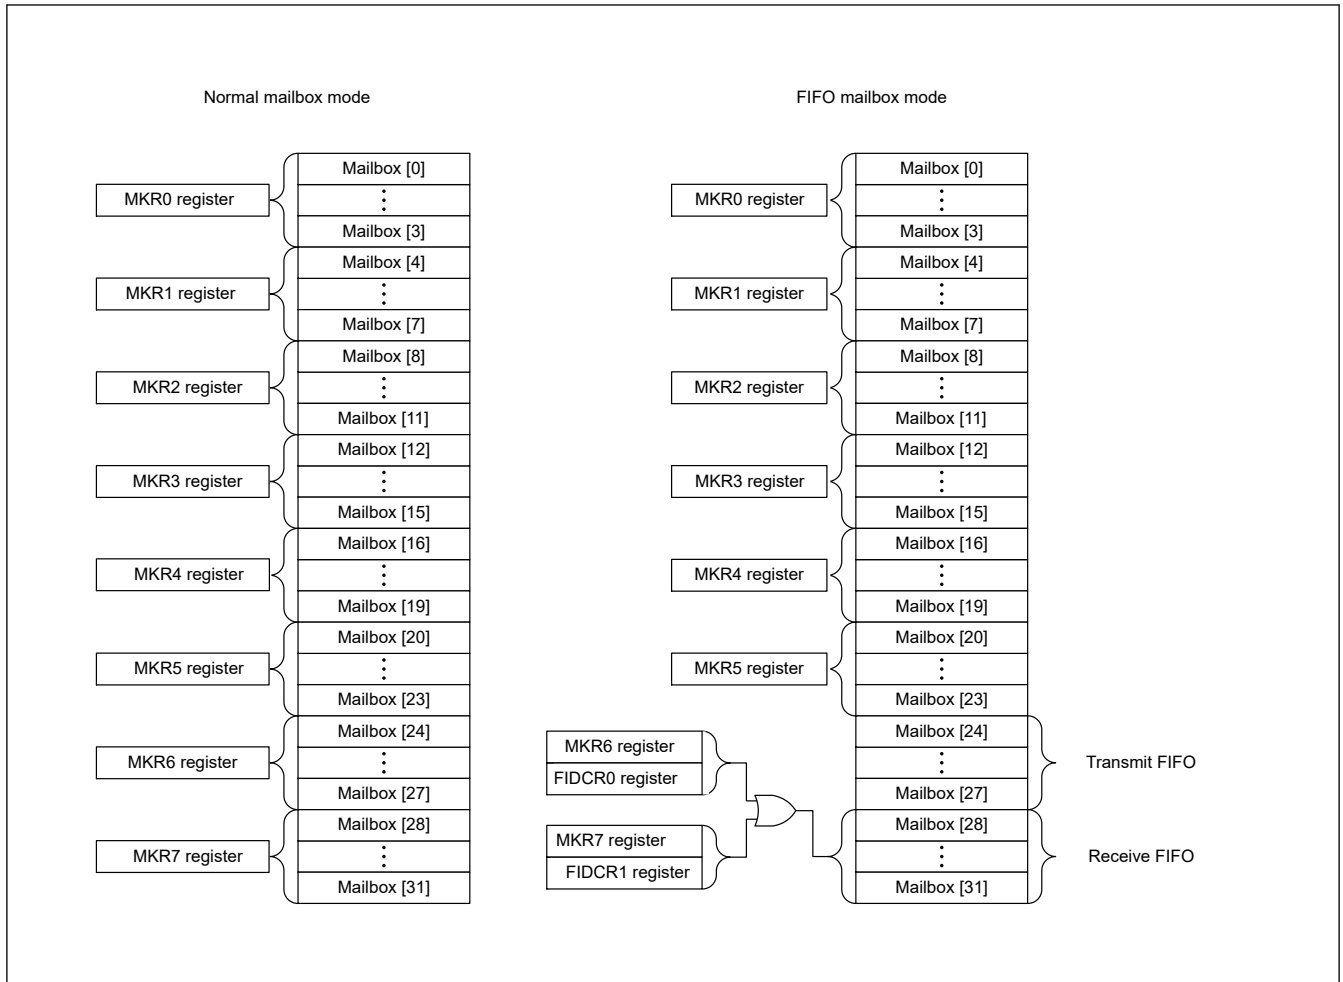 Normal mailbox mode
Mailbox [0]
MKR0 register
Mailbox [3]
Mailbox [4]
MKR1 register
Mailbox [7]
Mailbox [8]
MKR2 register
Mailbox [11]
Mailbox [12]
MKR3 register
Mailbox [15]
Mailbox [16]
MKR4 register
Mailbox [19]
Mailbox [20]
MKR5 register
Mailbox [23]
Mailbox [24]
MKR6 register
Mailbox [27]
Mailbox [28]
MKR7 register
Mailbox [31]
FIFO mailbox mode
Mailbox [0]
MKR0 register
Mailbox [3]
Mailbox [4]
MKR1 register
Mailbox [7]
Mailbox [8]
MKR2 register
Mailbox [11]
Mailbox [12]
MKR3 register
Mailbox [15]
Mailbox [16]
MKR4 register
Mailbox [19]
Mailbox [20]
MKR5 register
Mailbox [23]
Mailbox [24]
MKR6 register
Transmit FIFO
FIDCR0 register
Mailbox [27]
Mailbox [28]
MKR7 register
Receive FIFO
FIDCR1 register
Mailbox [31]